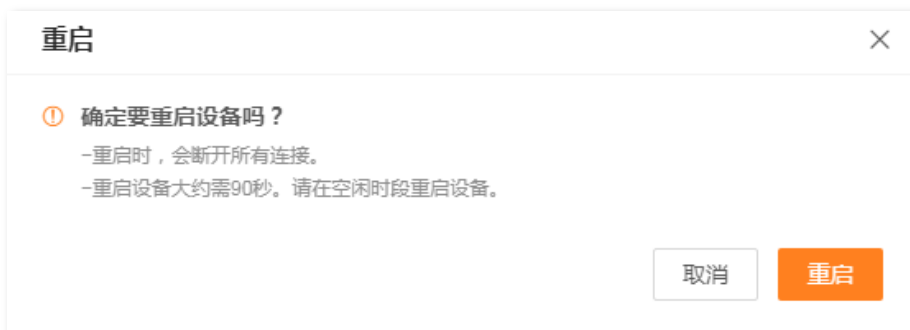 重启
确定要重启设备吗？
-重启时，会断开所有连接。
-重启设备大约需90秒。请在空闲时段重启设备。
取消
重启